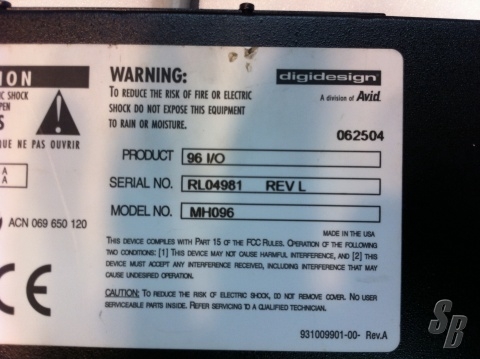 ION
WARNING:
TO REDUCE THE RISK OF FIRE OR ELECTRIC
SHOCK DO NOT EXPOSE THIS EQUIPMENT
TO RAIN OR MOISTURE.
digidesign
A division of Avid
062504
SHOCK
PEN
S
UE NE PAS OUVRIR
A
A
ACN 069 650 120
CE
PRODUCT 96 I/O
SERIAL NO. RL04981 REV L
MODEL NO. MH096
MADE IN THE USA
THIS DEVICE COMPLIES WITH PART 15 OF THE FCC RULES. OPERATION OF THE FOLLOWING
TWO CONDITIONS: [1] THIS DEVICE MAY NOT CAUSE HARMFUL INTERFERENCE, AND [2] THIS
DEVICE MUST ACCEPT ANY INTERFERENCE RECEIVED, INCLUDING INTERFERENCE THAT MAY
CAUSE UNDESIRED OPERATION.
CAUTION: TO REDUCE THE RISK OF ELECTRIC SHOCK, DO NOT REMOVE COVER. NO USER
SERVICEABLE PARTS INSIDE. REFER SERVICING TO A QUALIFIED TECHNICIAN.
931009901-00- Rev.A
SB